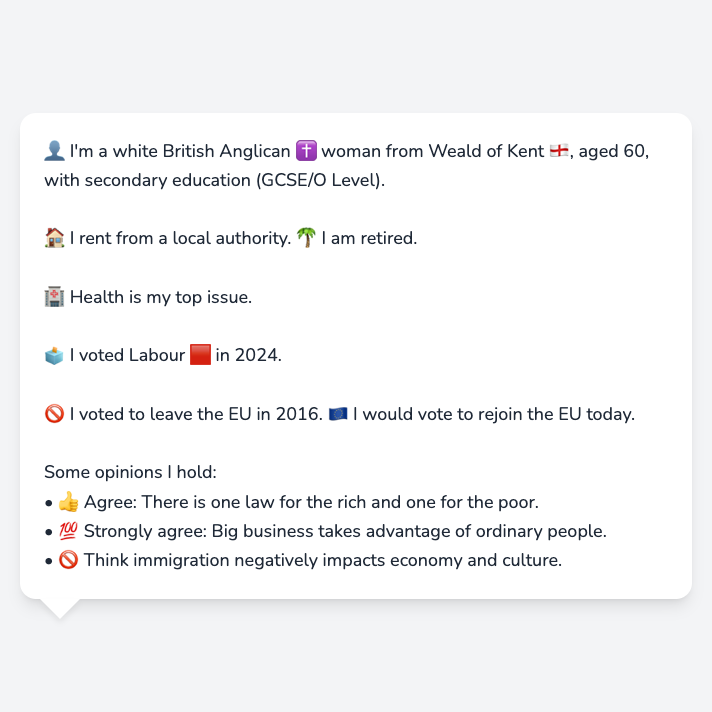 👤 I'm a white British Anglican ✝️ woman from Weald of Kent 🏴󠁧󠁢󠁥󠁮󠁧󠁿, aged 60,
with secondary education (GCSE/O Level).
🏠 I rent from a local authority. 🌴 I am retired.
🏥 Health is my top issue.
🗳️ I voted Labour 🟥 in 2024.
🚫 I voted to leave the EU in 2016. 🇪🇺 I would vote to rejoin the EU today.
Some opinions I hold:
• 👍 Agree: There is one law for the rich and one for the poor.
• 💯 Strongly agree: Big business takes advantage of ordinary people.
• 🚫 Think immigration negatively impacts economy and culture.